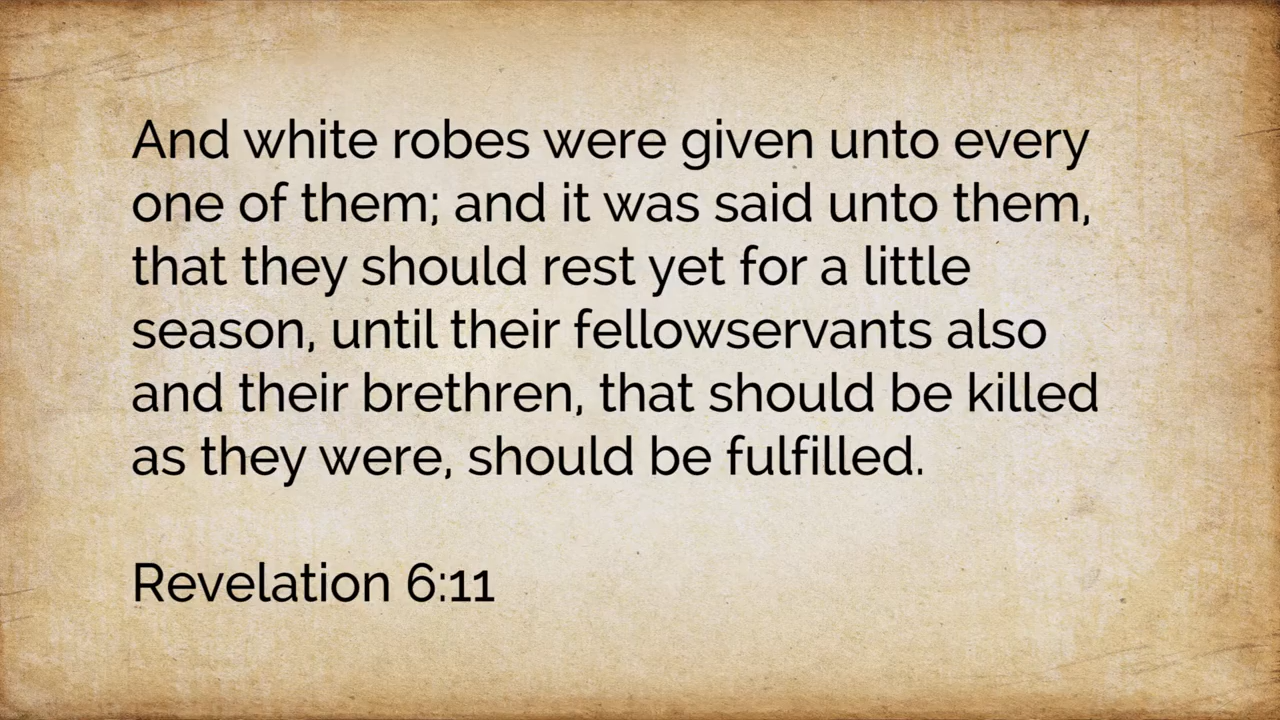 And white robes were given unto every
one of them; and it was said unto them,
that they should rest yet for a little
season, until their fellowservants also
and their brethren, that should be killed
as they were, should be fulfilled.
Revelation 6:11